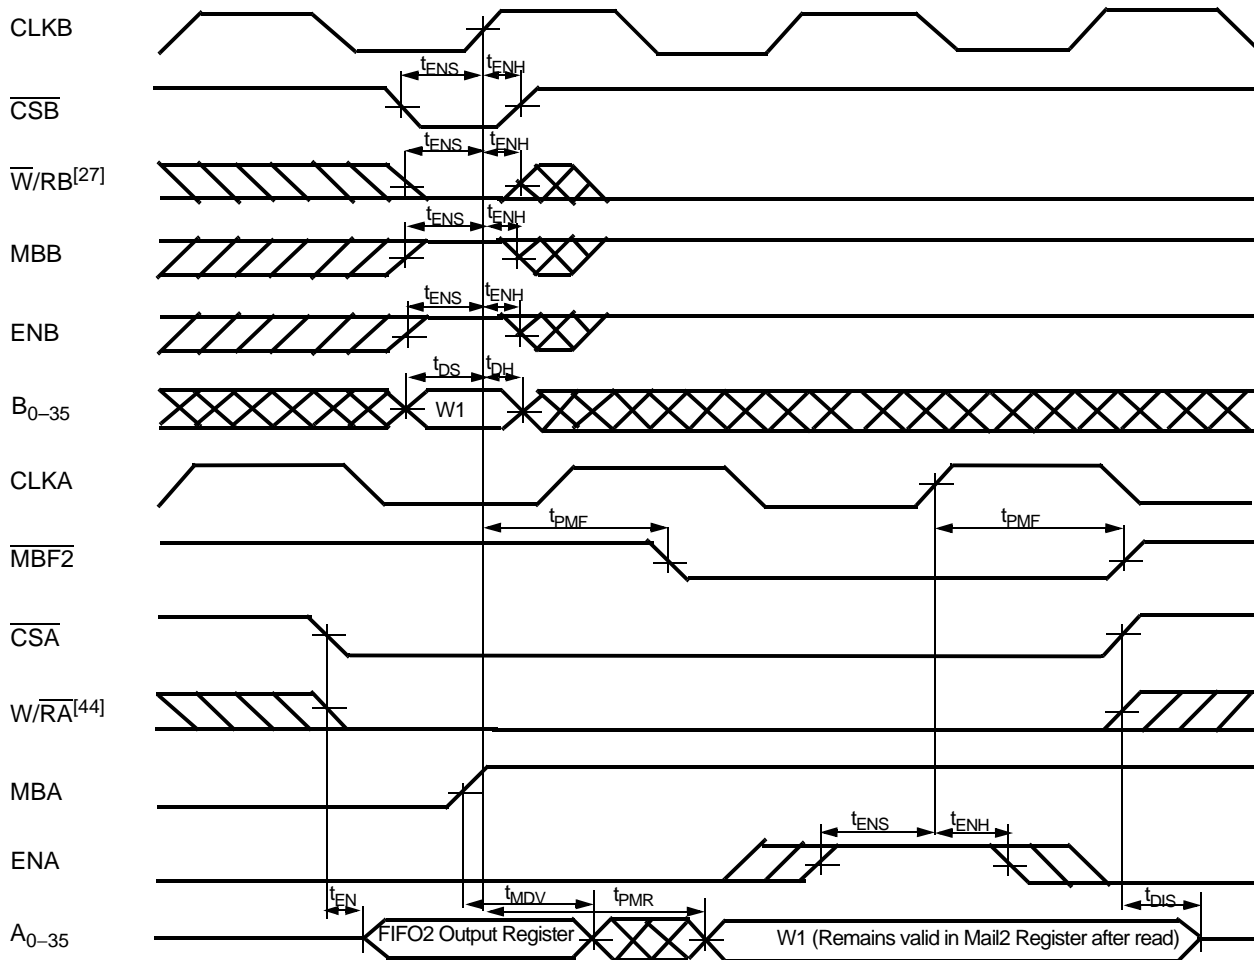 CLKB
tENS tENH
CSB
tENS tENH
W/RB[27]
tENS tENH
MBB
tENS tENH
ENB
tDS tDH
B0–35 W1
CLKA
tPMF tPMF
MBF2
CSA
W/RA[44]
MBA
tENS tENH
ENA
tEN tMDV tPMR tDIS
A0–35 FIFO2 Output Register W1 (Remains valid in Mail2 Register after read)